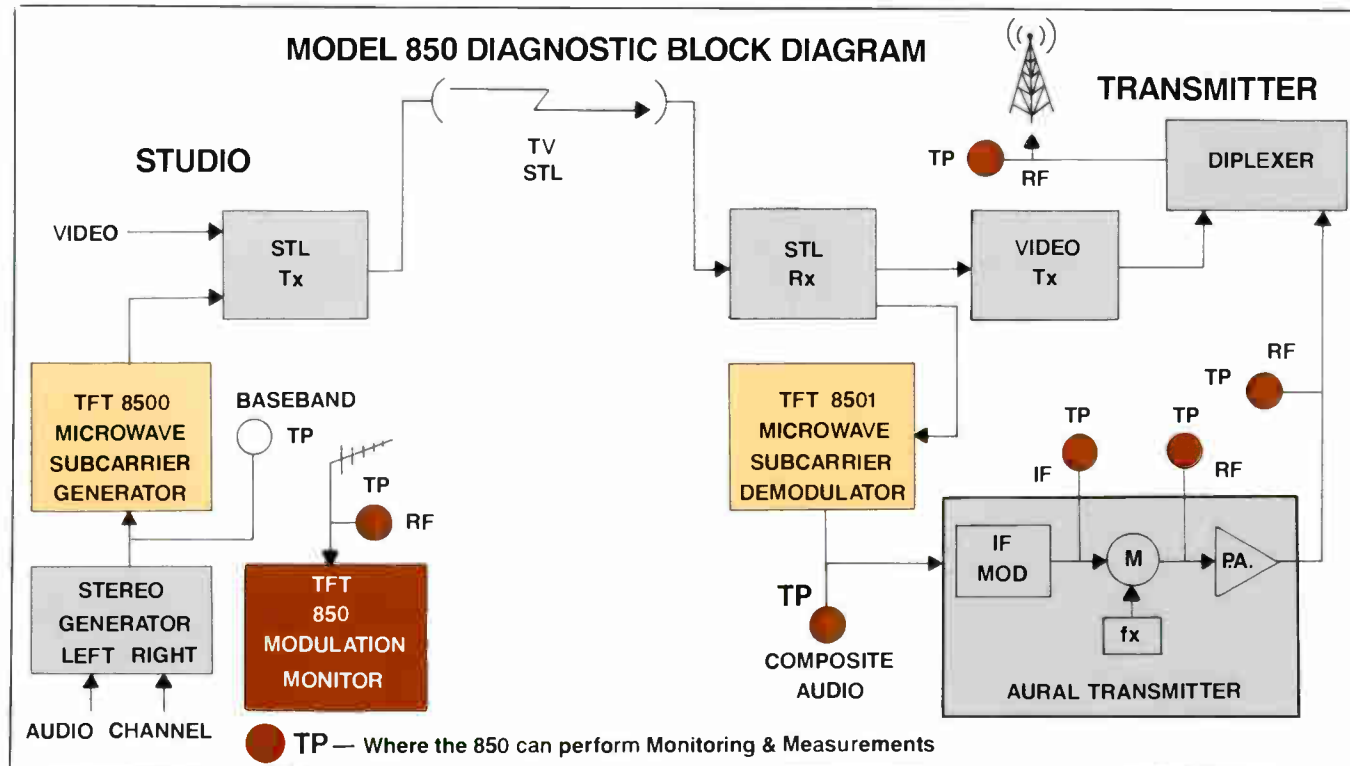 MODEL 850 DIAGNOSTIC BLOCK DIAGRAM
TRANSMITTER
STUDIO
TV
STL
TP
RF
DIPLEXER
VIDEO
STL
Tx
STL
Rx
VIDEO
Tx
TFT 8500
MICROWAVE
SUBCARRIER
GENERATOR
BASEBAND
TP
TP
RF
TFT 8501
MICROWAVE
SUBCARRIER
DEMODULATOR
RF
TP
TP
IF
TP
RF
STEREO
GENERATOR
LEFT RIGHT
AUDIO CHANNEL
TFT
850
MODULATION
MONITOR
TP
COMPOSITE
AUDIO
IF
MOD
M
P.A.
fx
AURAL TRANSMITTER
TP — Where the 850 can perform Monitoring & Measurements